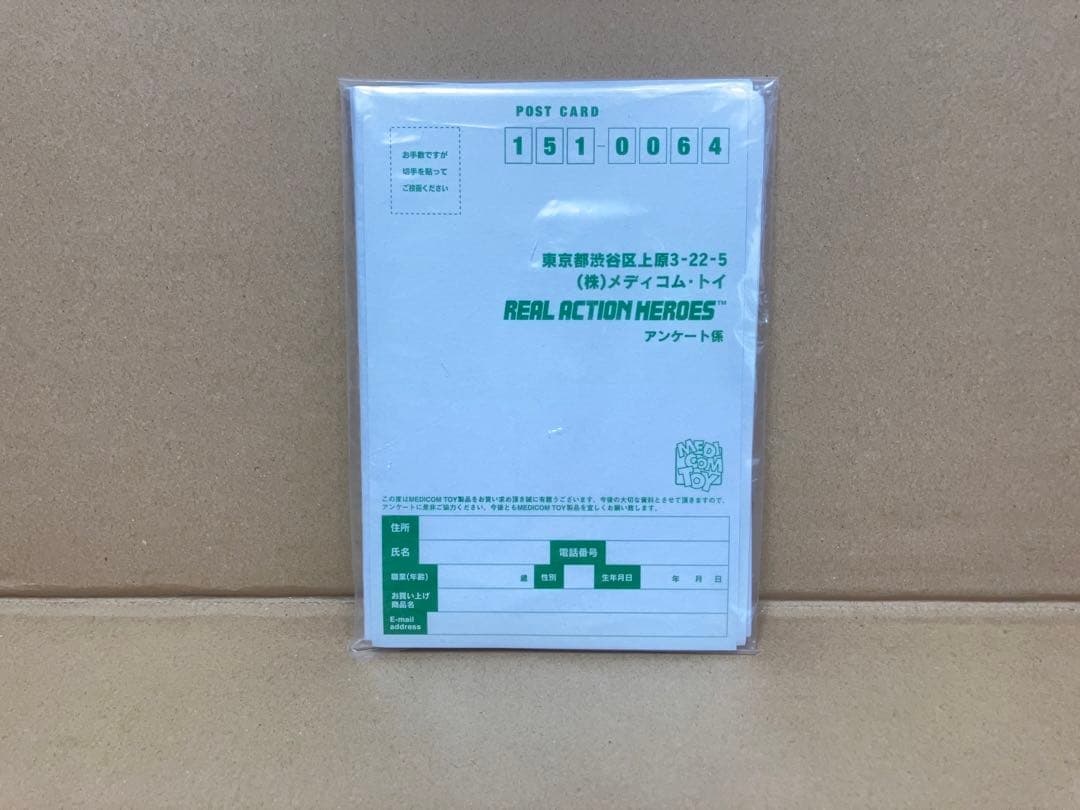 POST CARD
お手数ですが
切手を貼って
ご投函ください
151-0064
東京都渋谷区上原3-22-5
(株)メディコム・トイ
REAL ACTION HEROES™
アンケート係
MEDI
COM
TOY
この度はMEDICOM TOY製品をお買い求め頂き誠に有難うございます。今後の大切な資料とさせて頂きますので、
アンケートに是非ご協力ください。今後ともMEDICOM TOY製品を宜しくお願い致します。
住所
氏名 電話番号
職業(年齢) 歳 性別 生年月日 年 月 日
お買い上げ
商品名
E-mail
address